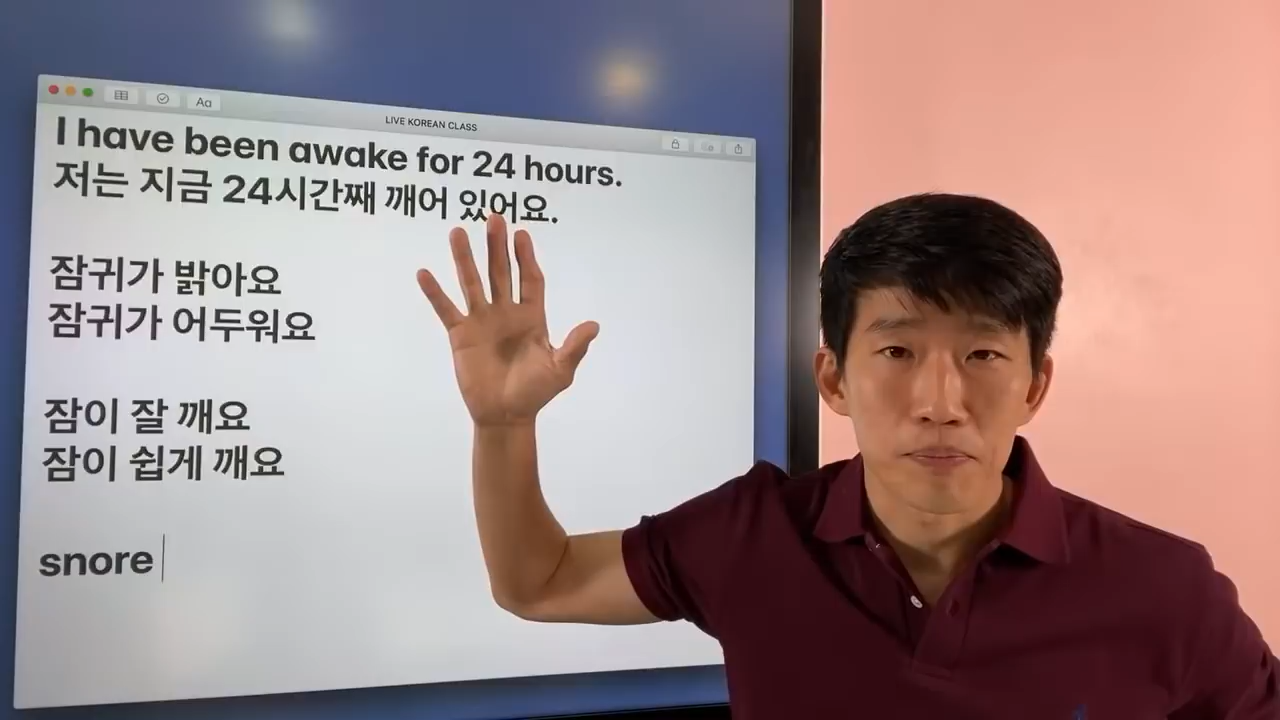 Aa
LIVE KOREAN CLASS
I have been awake for 24 hours.
저는 지금 24시간째 깨어 있어요.
잠귀가 밝아요
잠귀가 어두워요
잠이 잘 깨요
잠이 쉽게 깨요
snore